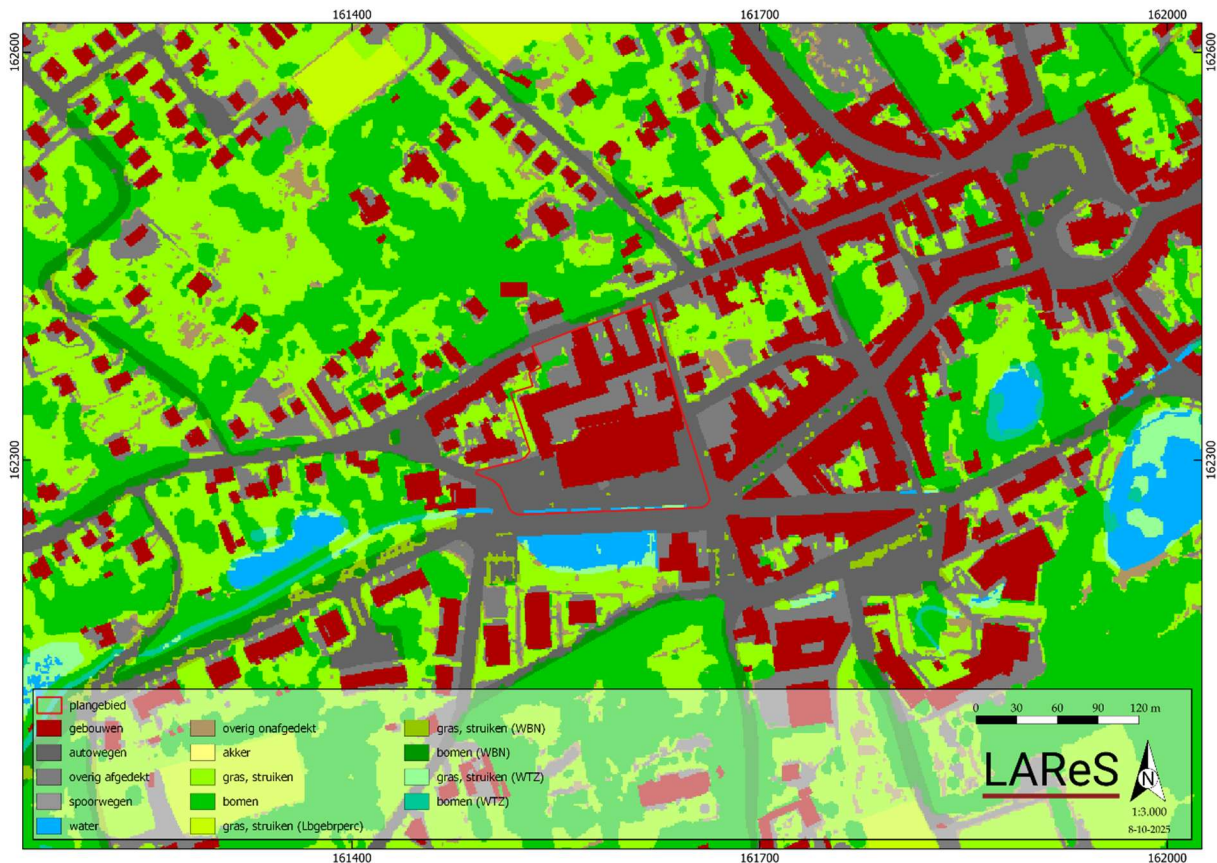 161400 161700 162000
162600 162600
162300 162300
plangebied
gebouwen
autowegen
overig afgedekt
spoorwegen
water
overig onafgedekt
akker
gras, struiken
bomen
gras, struiken (Lbgebrperc)
gras, struiken (WBN)
bomen (WBN)
gras, struiken (WTZ)
bomen (WTZ)
0 30 60 90 120 m
LAReS
N
1:3.000
8-10-2025
161400 161700 162000